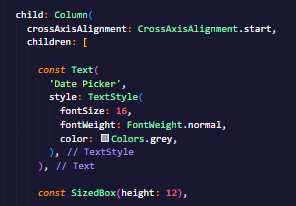 child: Column(
crossAxisAlignment: CrossAxisAlignment.start,
children: [
const Text(
'Date Picker',
style: TextStyle(
fontSize: 16,
fontWeight: FontWeight.normal,
color: Colors.grey,
), // TextStyle
), // Text
const SizedBox(height: 12),